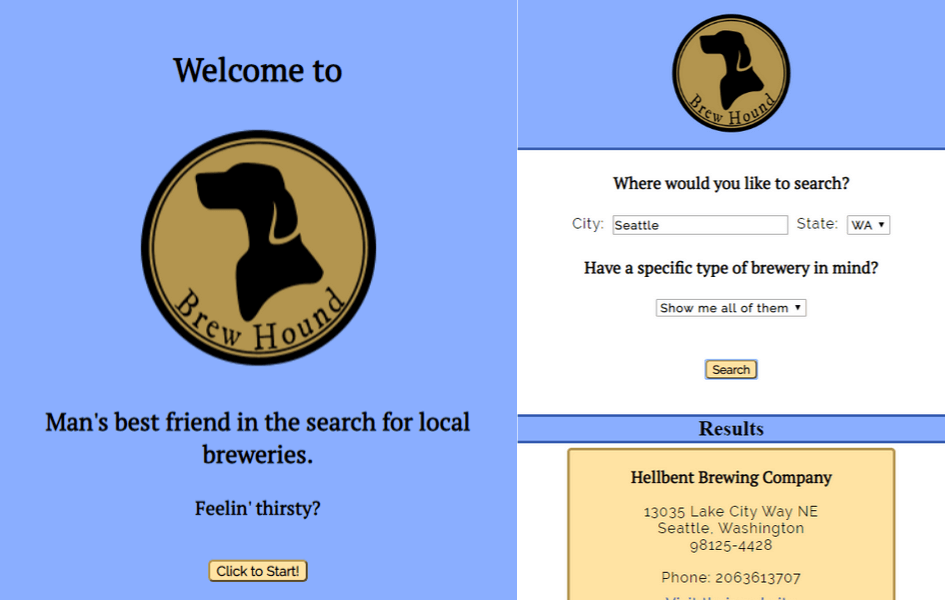 Welcome to
Brew Hound
Man's best friend in the search for local
breweries.
Feelin' thirsty?
Click to Start!
Brew Hound
Where would you like to search?
City: Seattle State: WA
Have a specific type of brewery in mind?
Show me all of them
Search
Results
Hellbent Brewing Company
13035 Lake City Way NE
Seattle, Washington
98125-4428
Phone: 2063613707